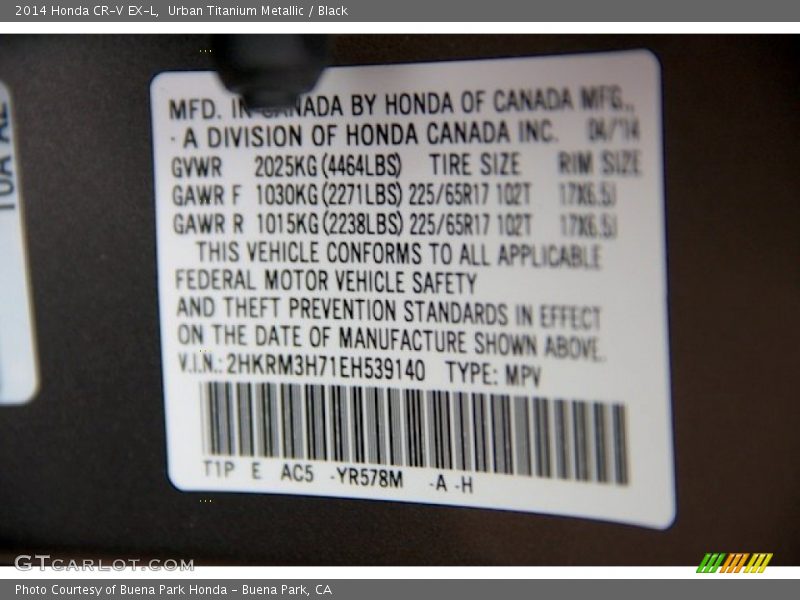 2014 Honda CR-V EX-L, Urban Titanium Metallic / Black
MFD. IN CANADA BY HONDA OF CANADA MFG.,
- A DIVISION OF HONDA CANADA INC. 04/14
GVWR 2025KG(4464LBS) TIRE SIZE RIM SIZE
GAWR F 1030KG(2271LBS) 225/65R17 102T 17X6.5J
GAWR R 1015KG(2238LBS) 225/65R17 102T 17X6.5J
THIS VEHICLE CONFORMS TO ALL APPLICABLE
FEDERAL MOTOR VEHICLE SAFETY
AND THEFT PREVENTION STANDARDS IN EFFECT
ON THE DATE OF MANUFACTURE SHOWN ABOVE.
V.I.N.: 2HKRM3H71EH539140 TYPE: MPV
T1P E AC5 -YR578M -A -H
GTCARLOT.COM
Photo Courtesy of Buena Park Honda - Buena Park, CA